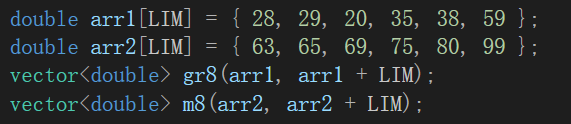 double arr1[LIM] = { 28, 29, 20, 35, 38, 59 };
double arr2[LIM] = { 63, 65, 69, 75, 80, 99 };
vector<double> gr8(arr1, arr1 + LIM);
vector<double> m8(arr2, arr2 + LIM);